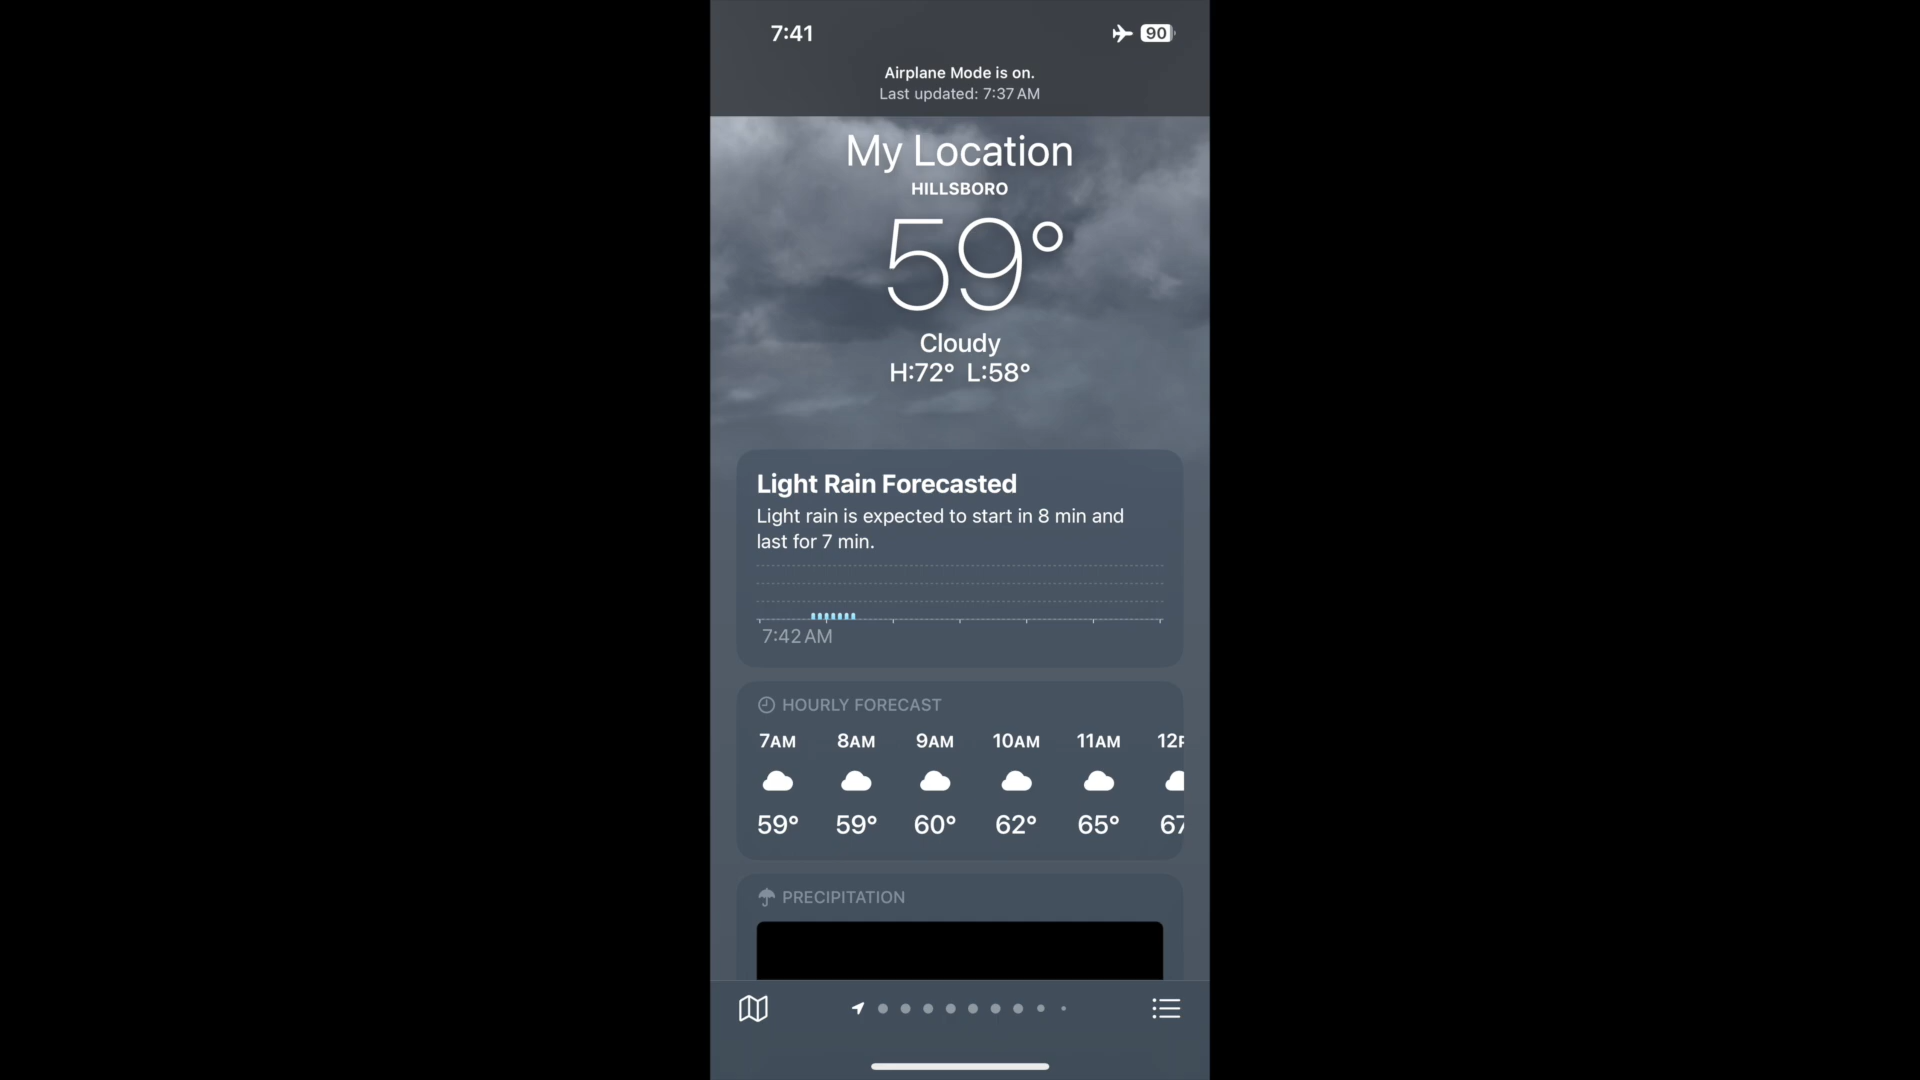 7:41
90
Airplane Mode is on.
Last updated: 7:37 AM
My Location
HILLSBORO
59°
Cloudy
H:72° L:58°
Light Rain Forecasted
Light rain is expected to start in 8 min and
last for 7 min.
7:42 AM
HOURLY FORECAST
7AM 8AM 9AM 10AM 11AM 12P
59° 59° 60° 62° 65° 67
PRECIPITATION